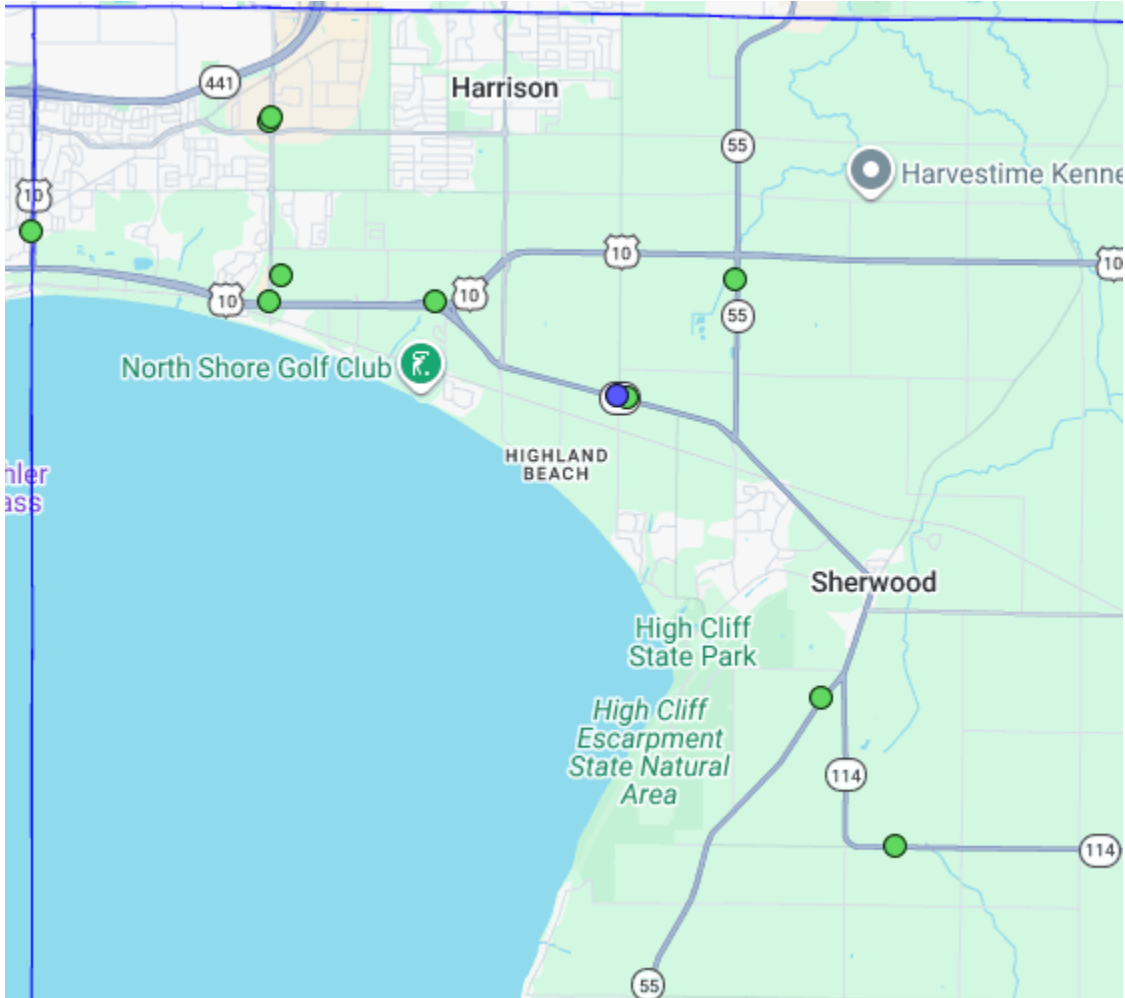 441
Harrison
55
10
Harvestime Kenne
10
10
10
10
55
North Shore Golf Club
HIGHLAND
BEACH
hler
ass
Sherwood
High Cliff
State Park
High Cliff
Escarpment
State Natural
Area
114
114
55